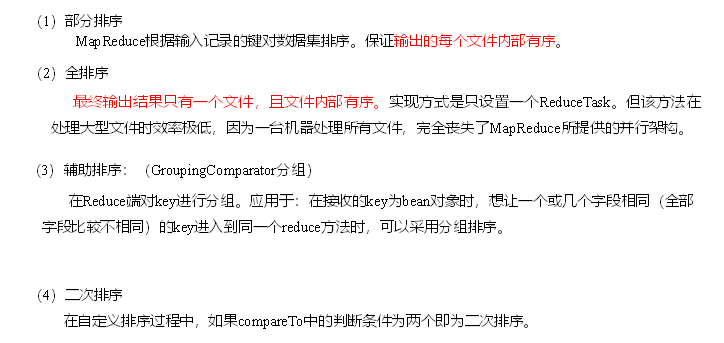 (1) 部分排序
MapReduce根据输入记录的键对数据集排序。保证输出的每个文件内部有序。
(2) 全排序
最终输出结果只有一个文件，且文件内部有序。实现方式是只设置一个ReduceTask。但该方法在
处理大型文件时效率极低，因为一台机器处理所有文件，完全丧失了MapReduce所提供的并行架构。
(3) 辅助排序：（GroupingComparator分组）
在Reduce端对key进行分组。应用于：在接收的key为bean对象时，想让一个或几个字段相同（全部
字段比较不相同）的key进入到同一个reduce方法时，可以采用分组排序。
(4) 二次排序
在自定义排序过程中，如果compareTo中的判断条件为两个即为二次排序。